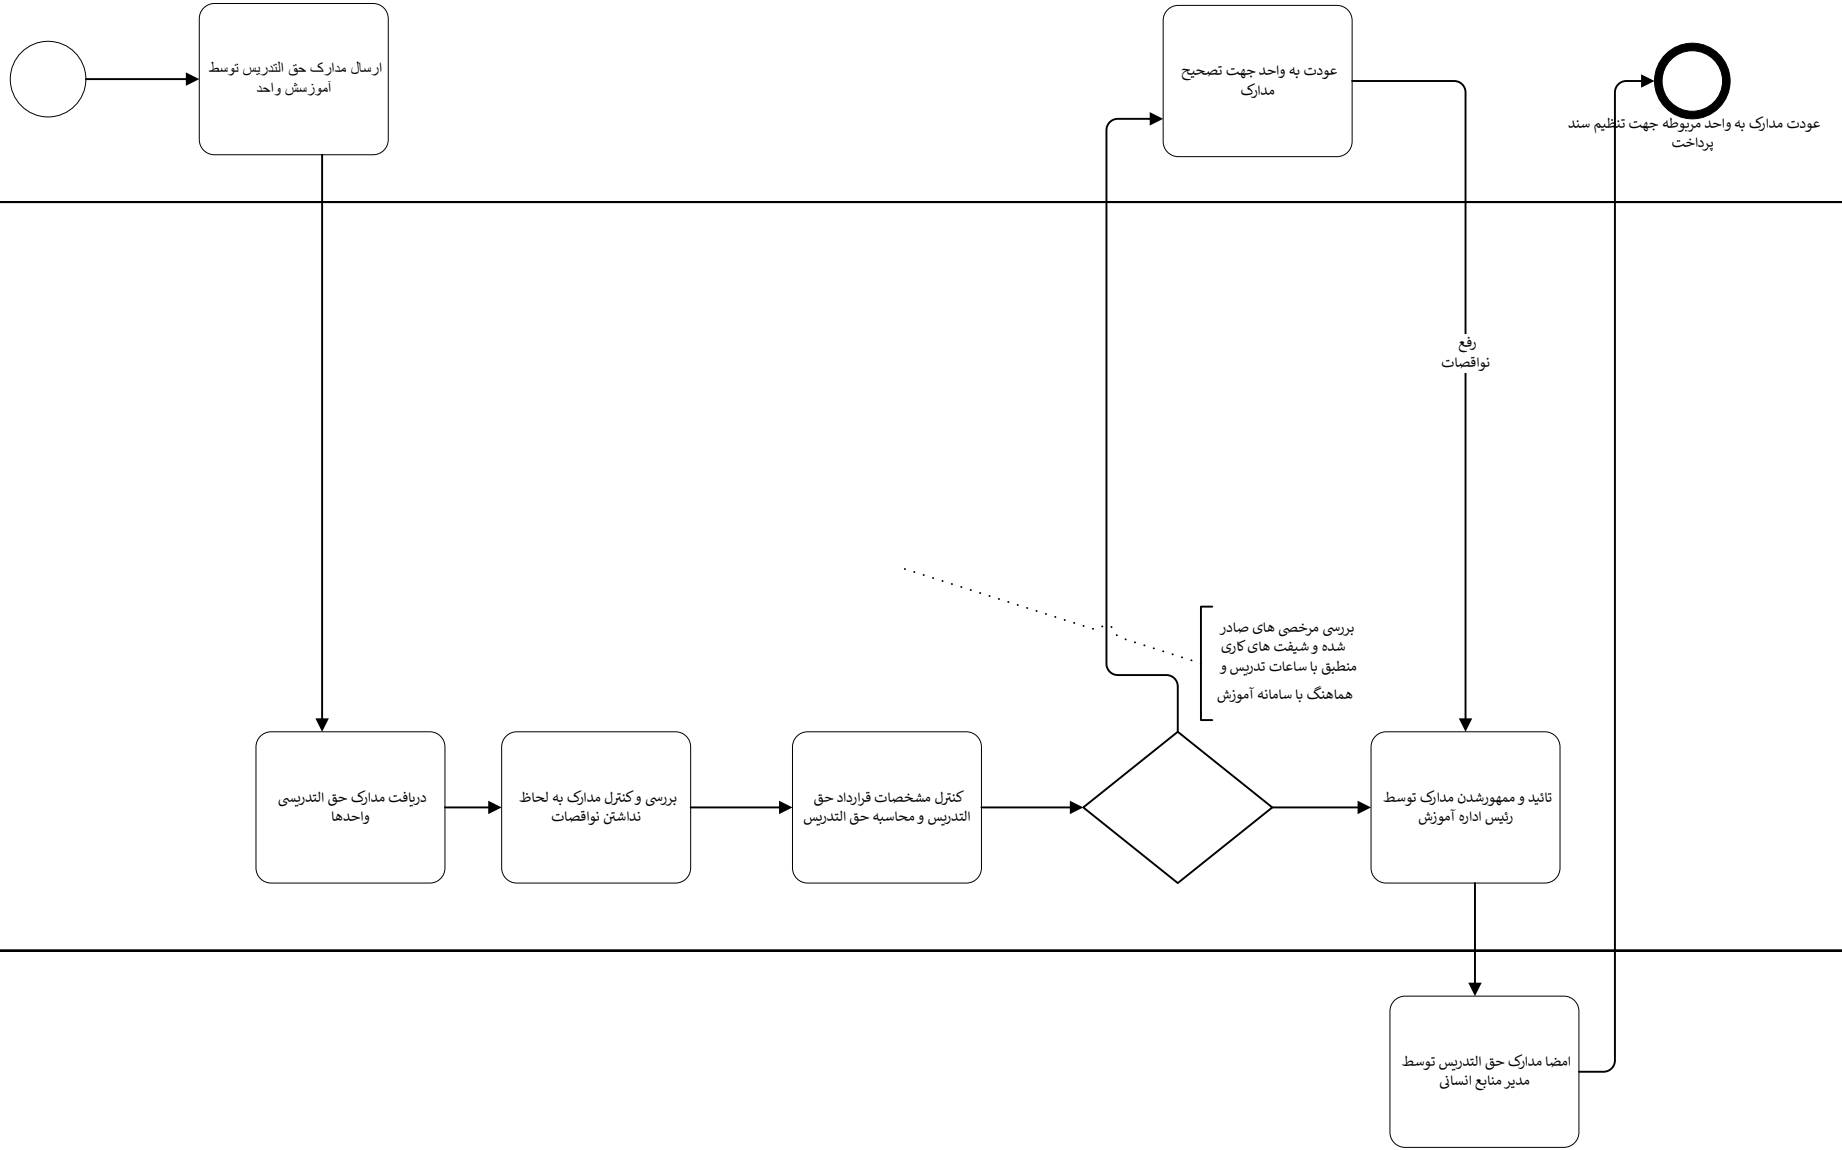 ارسال مدارک حق التدریس توسط
آموزسش واحد
عودت به واحد جهت تصحیح
مدارک
عودت مدارک به واحد مربوطه جهت تنظیم سند
پرداخت
رفع
نواقصات
بررسی مرخصی های صادر
شده و شیفت های کاری
منطبق با ساعات تدریس و
هماهنگ با سامانه آموزش
دریافت مدارک حق التدریسی
واحدها
بررسی و کنترل مدارک به لحاظ
نداشتن نواقصات
کنترل مشخصات قرارداد حق
التدریس و محاسبه حق التدریس
تائید و ممهورشدن مدارک توسط
رئیس اداره آموزش
امضا مدارک حق التدریس توسط
مدیر منابع انسانی